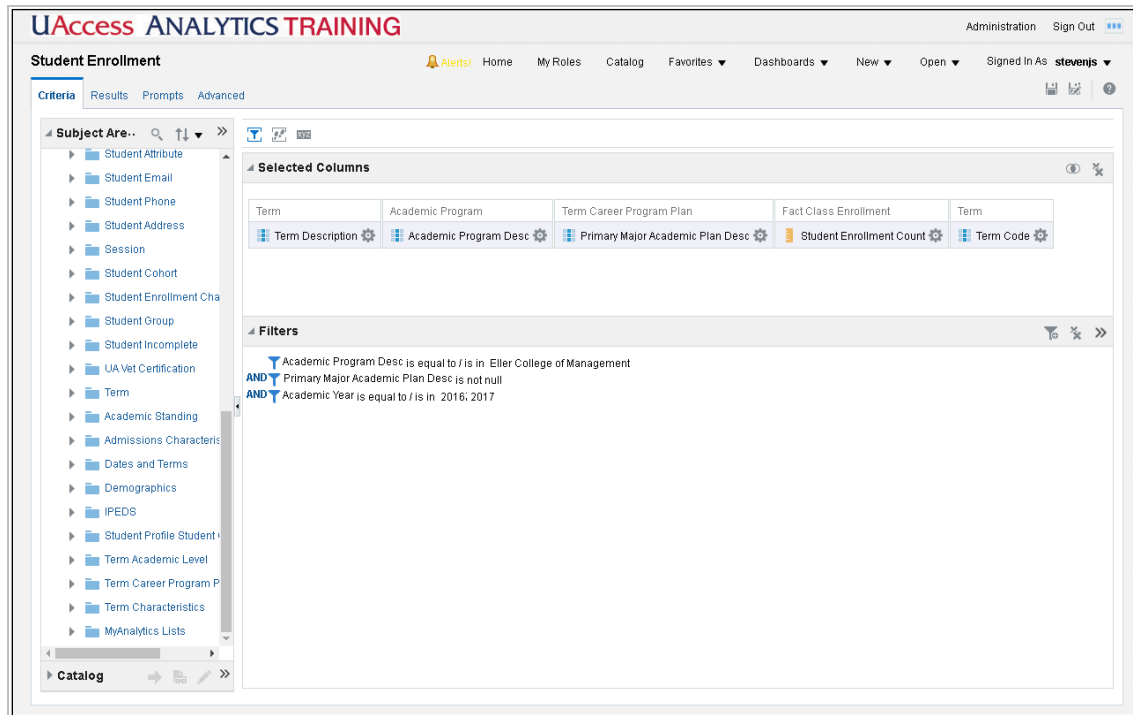 UACCESS ANALYTICS TRAINING
Administration Sign Out
Student Enrollment
Alerts! Home My Roles Catalog Favorites Dashboards New Open Signed In As stevenjs
Criteria Results Prompts Advanced
Subject Are..
Student Attribute
Student Email
Student Phone
Student Address
Session
Student Cohort
Student Enrollment Cha
Student Group
Student Incomplete
UA Vet Certification
Term
Academic Standing
Admissions Characteris
Dates and Terms
Demographics
IPEDS
Student Profile Student
Term Academic Level
Term Career Program P
Term Characteristics
MyAnalytics Lists
Catalog
xyz
Selected Columns
Term Academic Program Term Career Program Plan Fact Class Enrollment Term
Term Description Academic Program Desc Primary Major Academic Plan Desc Student Enrollment Count Term Code
Filters
Academic Program Desc is equal to / is in Eller College of Management
AND Primary Major Academic Plan Desc is not null
AND Academic Year is equal to / is in 2016; 2017